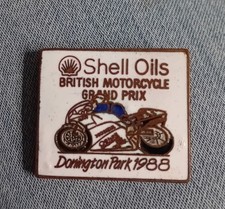 Shell Oils
BRITISH MOTORCYCLE
GRAND PRIX
Donington Park 1988